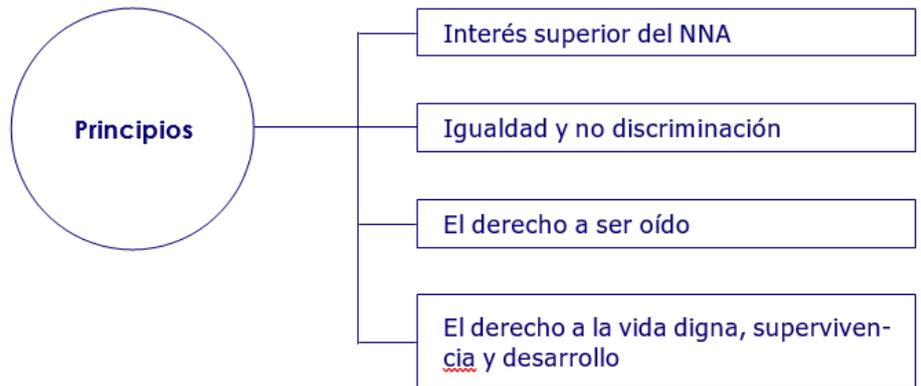 Principios
Interés superior del NNA
Igualdad y no discriminación
El derecho a ser oído
El derecho a la vida digna, superviven-
cia y desarrollo